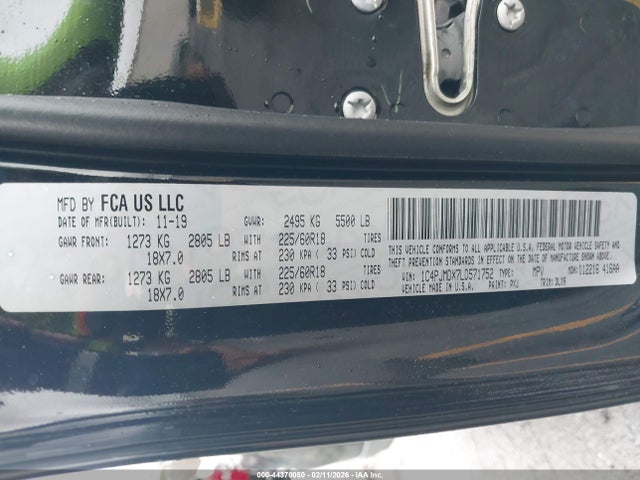 MFD BY FCA US LLC
DATE OF MFR(BUILT): 11-19 GVWR: 2495 KG 5500 LB
GAWR FRONT: 1273 KG 2805 LB WITH 225/60R18 TIRES
18X7.0 RIMS AT 230 KPA ( 33 PSI) COLD
GAWR REAR: 1273 KG 2805 LB WITH 225/60R18 TIRES
18X7.0 RIMS AT 230 KPA ( 33 PSI) COLD
THIS VEHICLE CONFORMS TO ALL APPLICABLE U.S.A. FEDERAL MOTOR VEHICLE SAFETY AND
THEFT PREVENTION STANDARDS IN EFFECT ON THE DATE OF MANUFACTURE SHOWN ABOVE.
VIN: 1C4PJMDX7LD571752 TYPE: MPV MDH: 112216 416AA
VEHICLE MADE IN U.S.A. PAINT: PXJ TRIM: DLX9
000-44370050 - 02/11/2026 - IAA Inc.